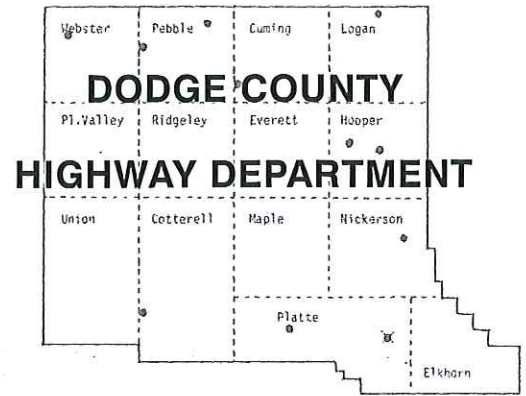 Webster Pebble Cuming Logan
DODGE COUNTY
Pl.Valley Ridgeley Everett Hooper
HIGHWAY DEPARTMENT
Union Cotterell Maple Nickerson
Platte
Elkhorn